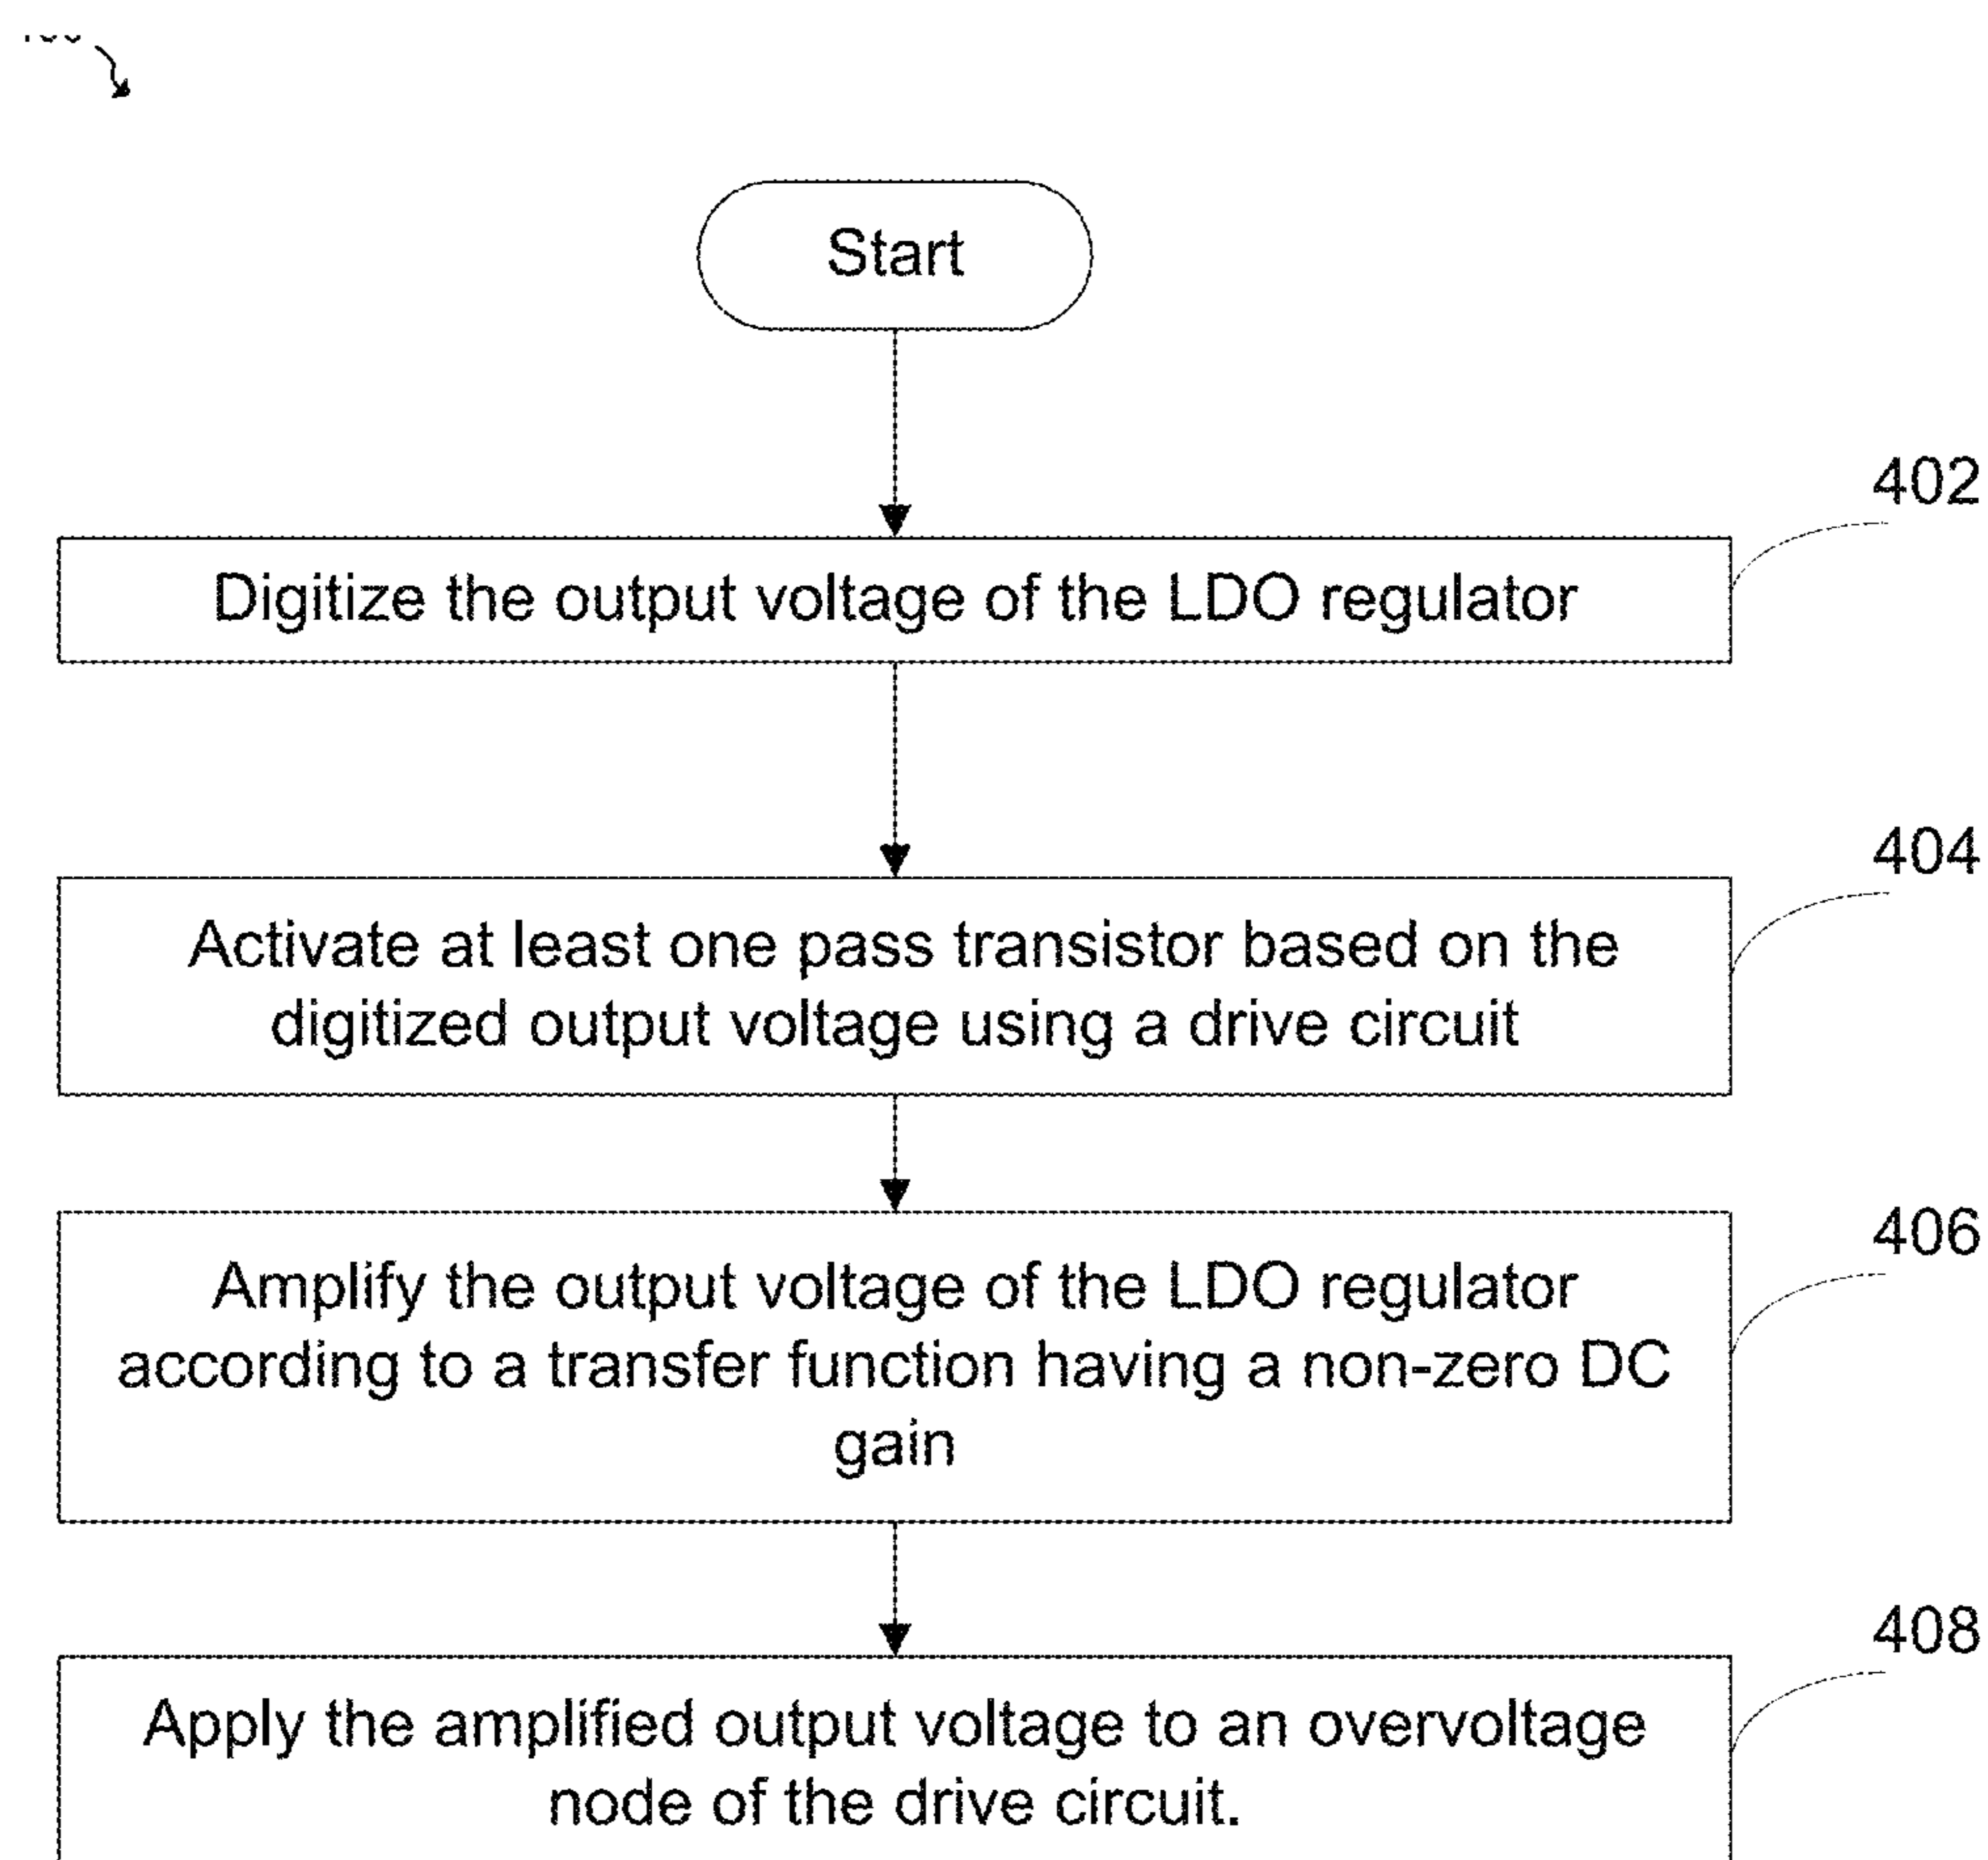 Start
402
Digitize the output voltage of the LDO regulator
404
Activate at least one pass transistor based on the
digitized output voltage using a drive circuit
406
Amplify the output voltage of the LDO regulator
according to a transfer function having a non-zero DC
gain
408
Apply the amplified output voltage to an overvoltage
node of the drive circuit.